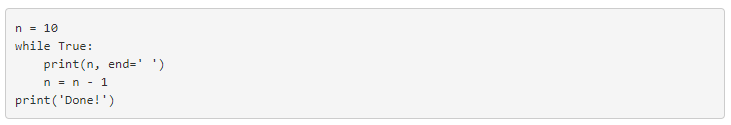 n = 10
while True:
    print(n, end=' ')
    n = n - 1
print('Done!')